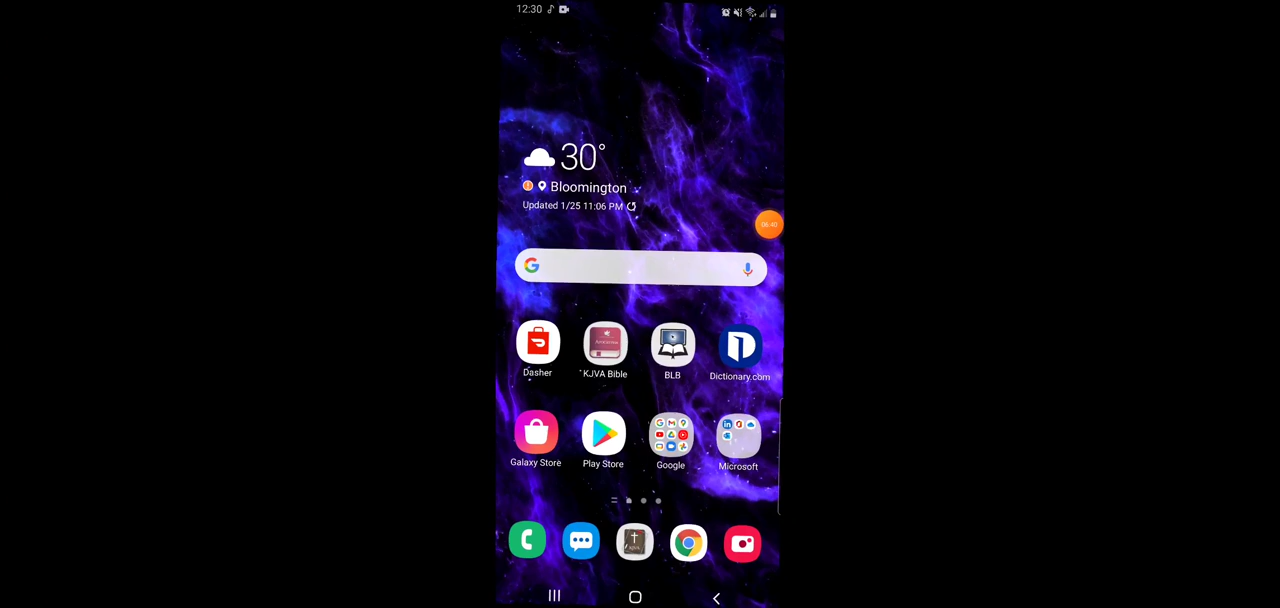 12:30
30°
Bloomington
Updated 1/25 11:06 PM
Dasher
KJVA Bible
BLB
Dictionary.com
Galaxy Store
Play Store
Google
Microsoft